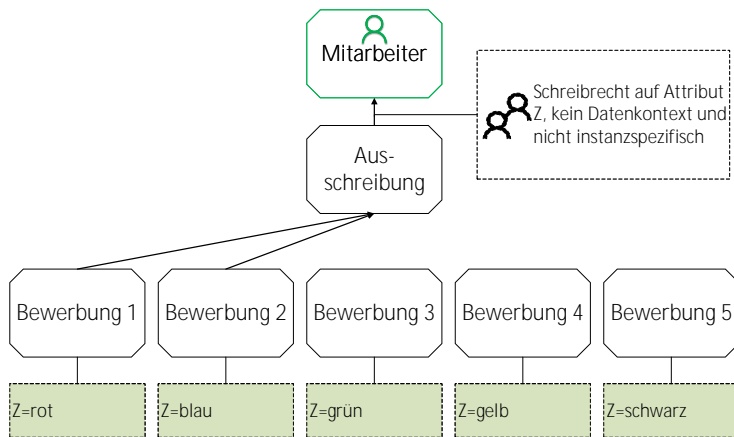 Mitarbeiter
Schreibrecht auf Attribut
Z, kein Datenkontext und
nicht instanzspezifisch
Aus-
schreibung
Bewerbung 1
Bewerbung 2
Bewerbung 3
Bewerbung 4
Bewerbung 5
Z=rot
Z=blau
Z=grün
Z=gelb
Z=schwarz